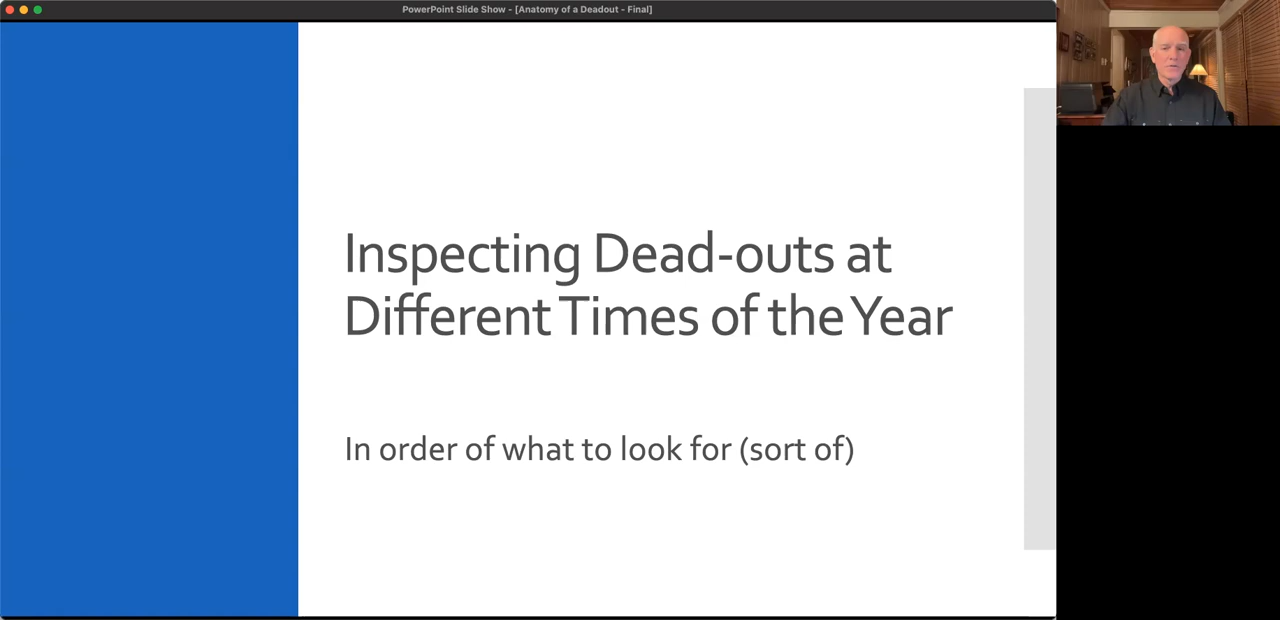 PowerPoint Slide Show - [Anatomy of a Deadout - Final]
Inspecting Dead-outs at
Different Times of the Year
In order of what to look for (sort of)